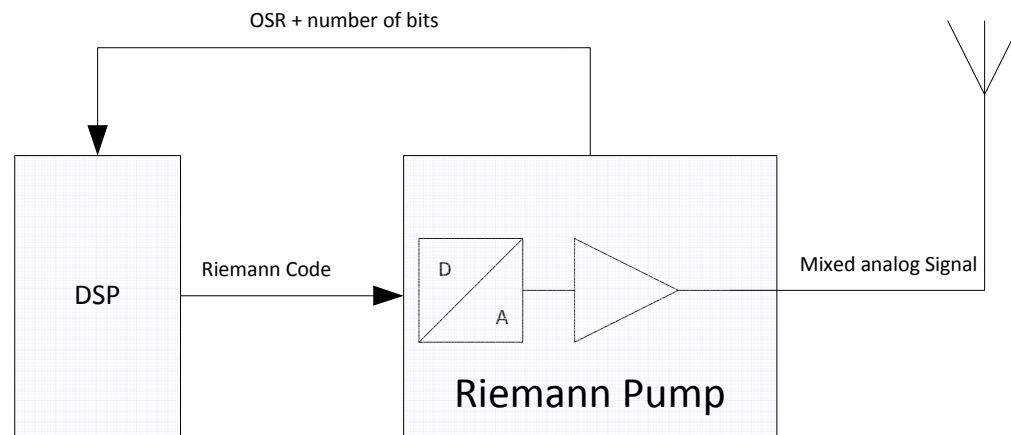 OSR + number of bits
DSP
Riemann Code
D
A
Mixed analog Signal
Riemann Pump